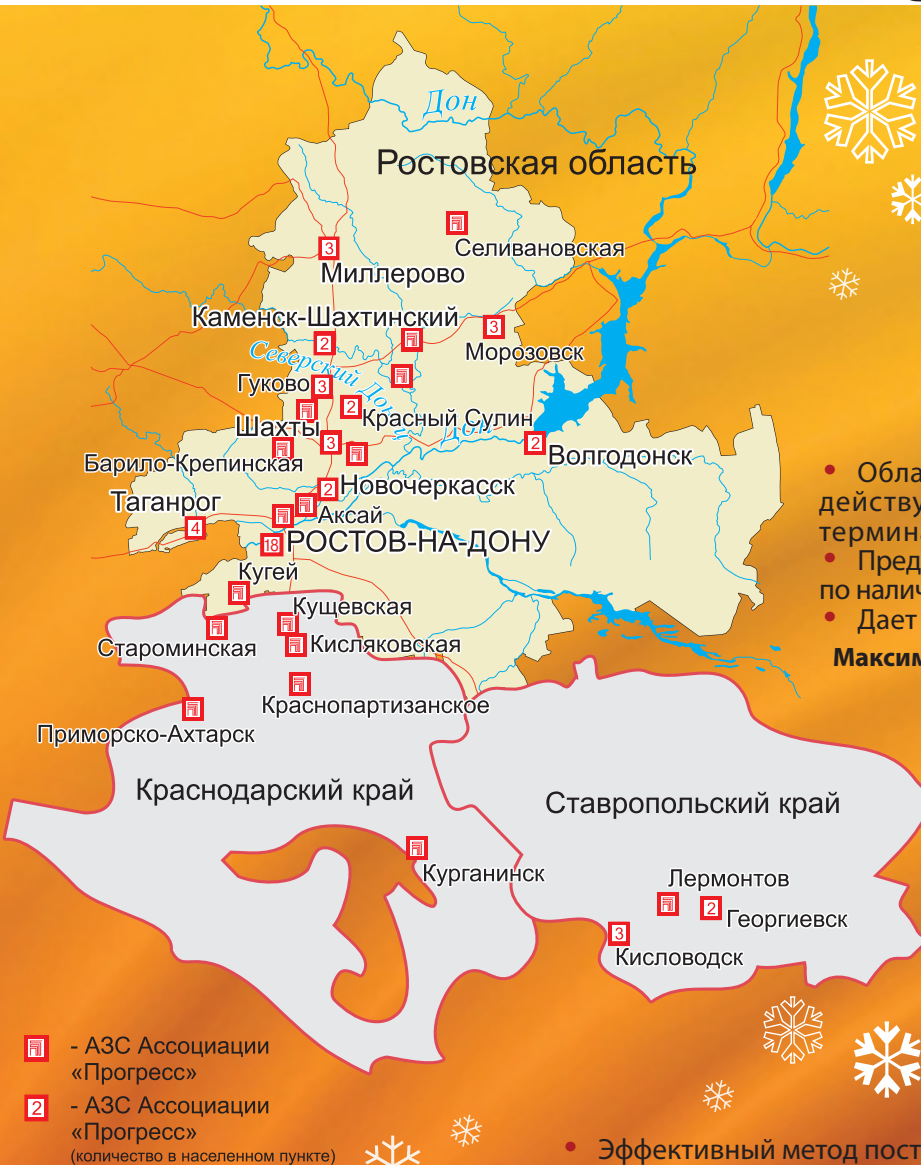 Дон
Ростовская область
Селивановская
3
Миллерово
Каменск-Шахтинский
2
3
Морозовск
Северский Донец
Гуково
3
2
Красный Сулин
Дон
Шахты
3
2
Волгодонск
Барило-Крепинская
2
Новочеркасск
Таганрог
4
Аксай
18
РОСТОВ-НА-ДОНУ
Кугей
Кущевская
Староминская
Кисляковская
Краснопартизанское
Приморско-Ахтарск
Краснодарский край
Ставропольский край
Курганинск
Лермонтов
2
Георгиевск
3
Кисловодск
• Обла
действу
термин
• Пред
по налич
• Дает
Максим
- АЗС Ассоциации
«Прогресс»
2
- АЗС Ассоциации
«Прогресс»
(количество в населенном пункте)
• Эффективный метод пост